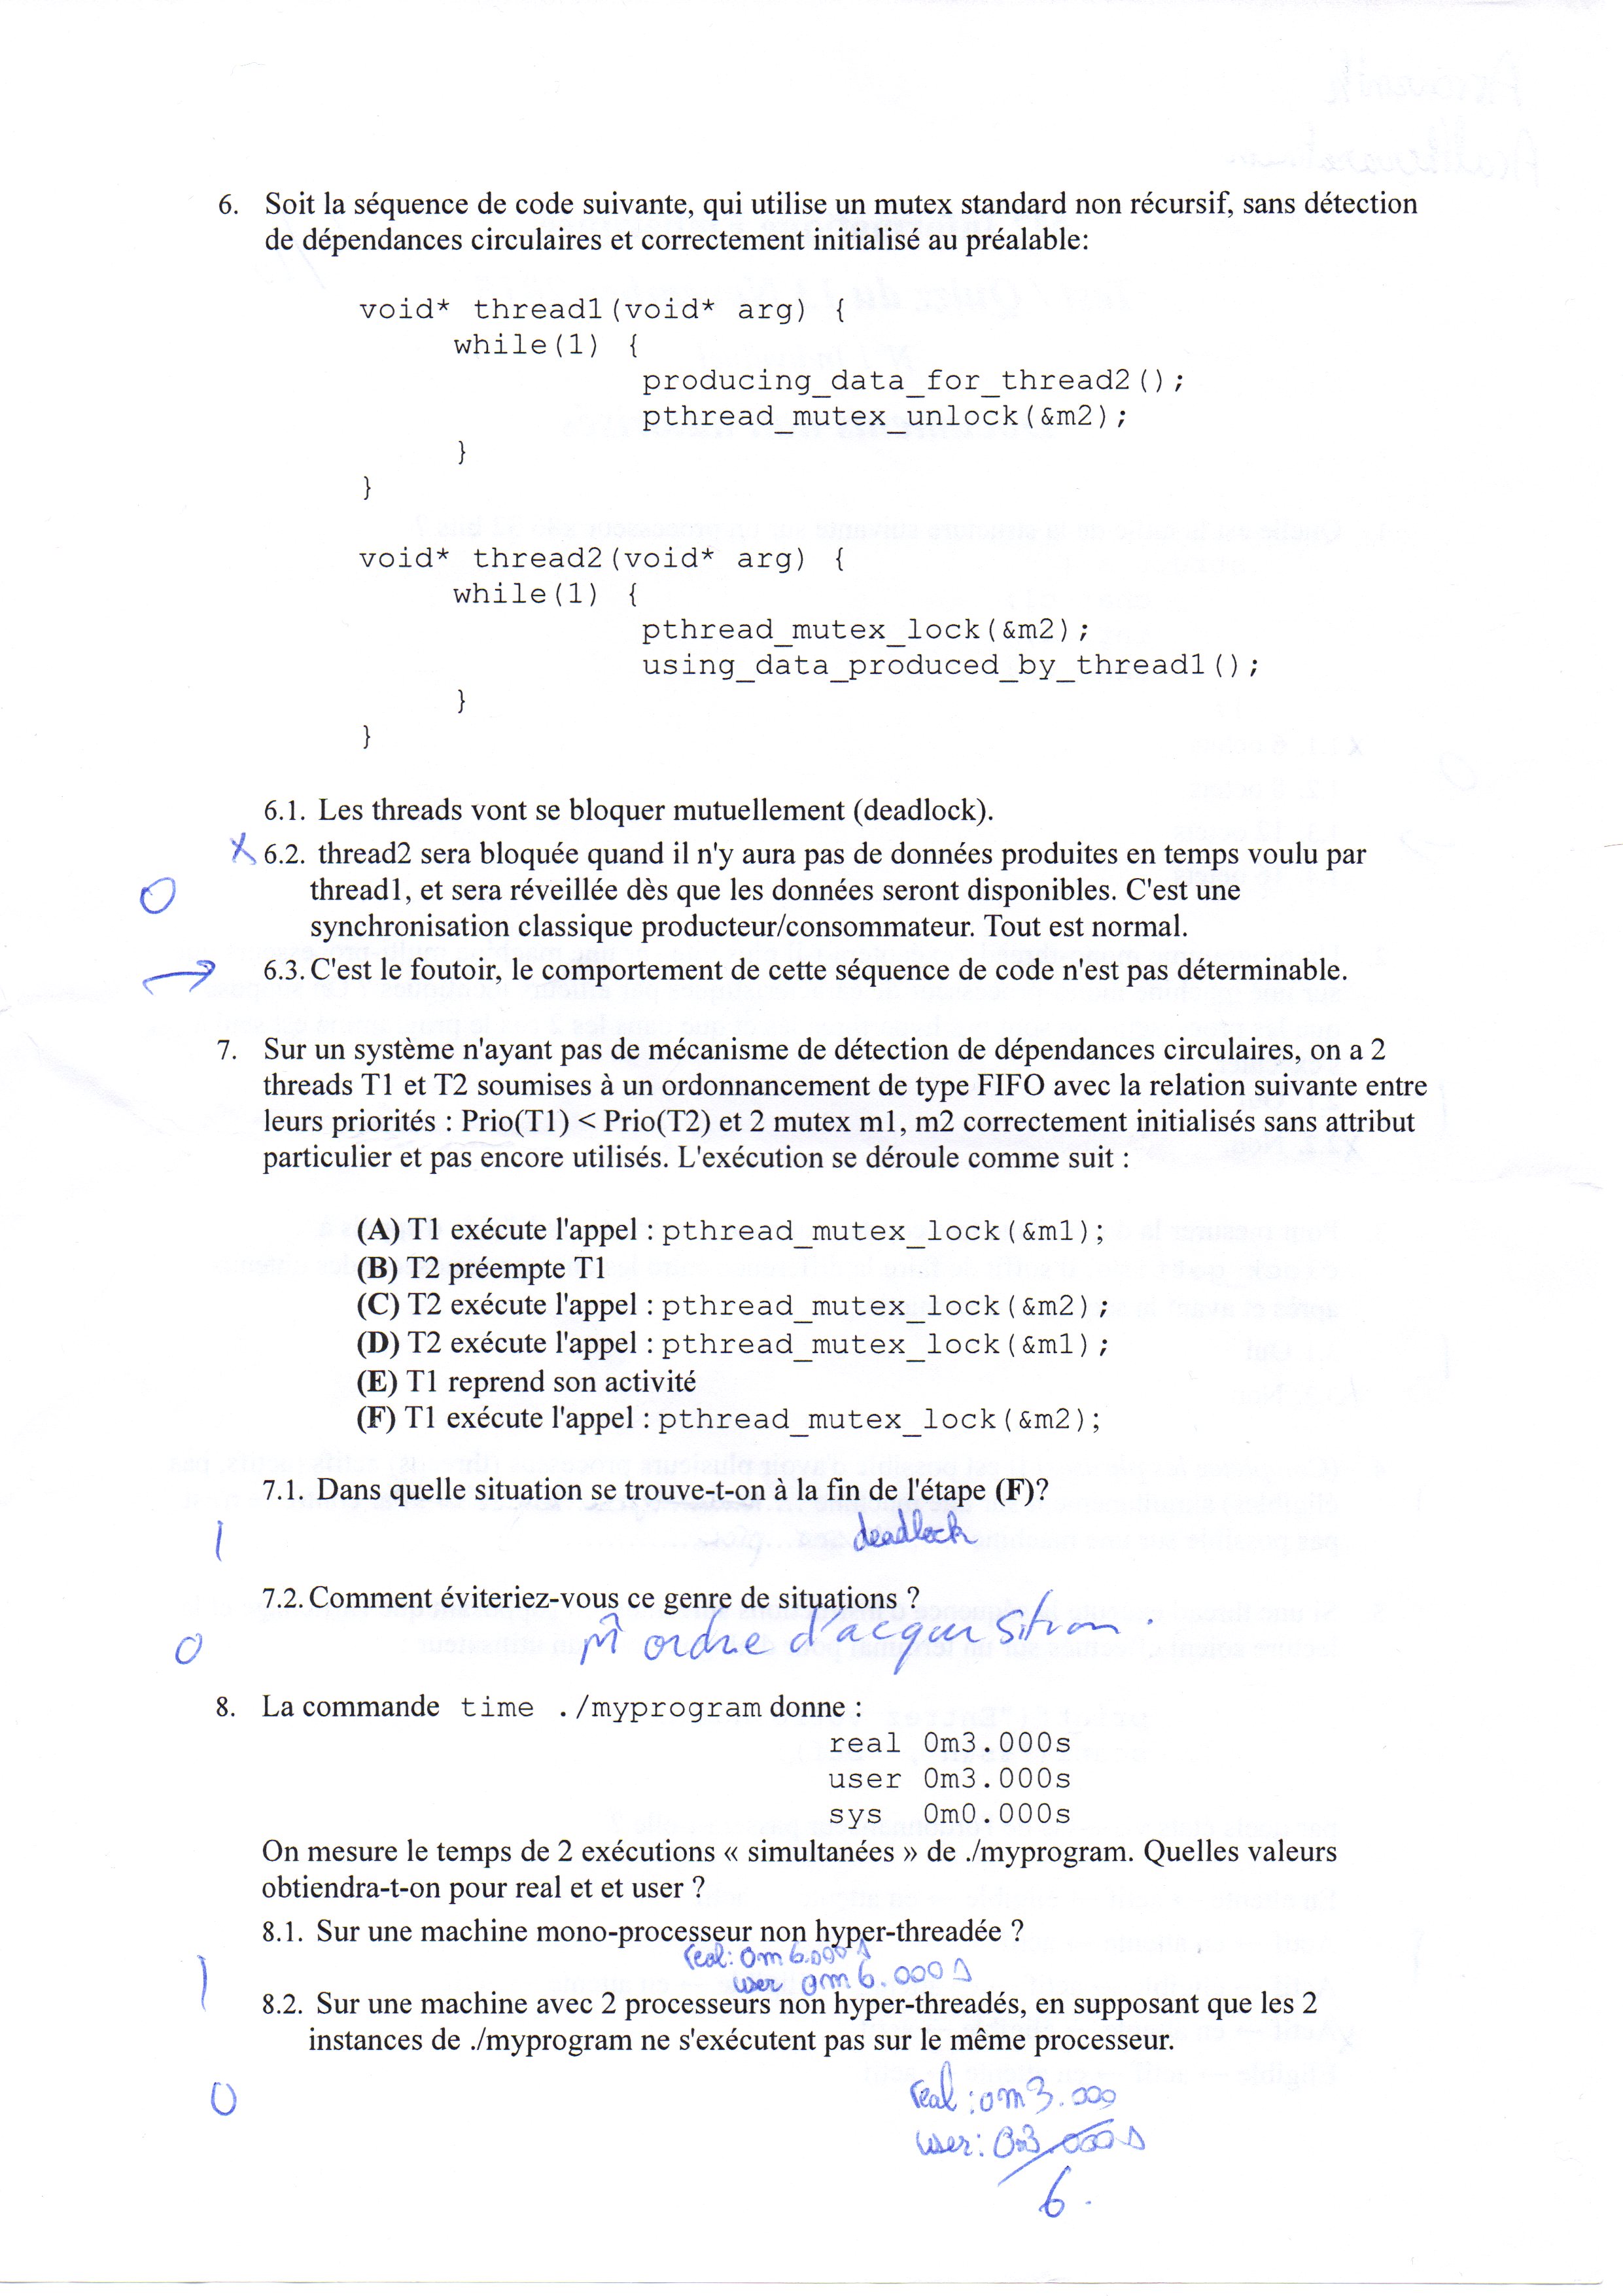 6. Soit la séquence de code suivante, qui utilise un mutex standard non récursif, sans détection
de dépendances circulaires et correctement initialisé au préalable:
void* thread1(void* arg) {
while(1) {
producing_data_for_thread2();
pthread_mutex_unlock(&m2);
}
}
void* thread2(void* arg) {
while(1) {
pthread_mutex_lock(&m2);
using_data_produced_by_thread1();
}
}
6.1. Les threads vont se bloquer mutuellement (deadlock).
X 6.2. thread2 sera bloquée quand il n'y aura pas de données produites en temps voulu par
0 thread1, et sera réveillée dès que les données seront disponibles. C'est une
synchronisation classique producteur/consommateur. Tout est normal.
→ 6.3. C'est le foutoir, le comportement de cette séquence de code n'est pas déterminable.
7. Sur un système n'ayant pas de mécanisme de détection de dépendances circulaires, on a 2
threads T1 et T2 soumises à un ordonnancement de type FIFO avec la relation suivante entre
leurs priorités : Prio(T1) < Prio(T2) et 2 mutex m1, m2 correctement initialisés sans attribut
particulier et pas encore utilisés. L'exécution se déroule comme suit :
(A) T1 exécute l'appel : pthread_mutex_lock(&m1);
(B) T2 préempte T1
(C) T2 exécute l'appel : pthread_mutex_lock(&m2);
(D) T2 exécute l'appel : pthread_mutex_lock(&m1);
(E) T1 reprend son activité
(F) T1 exécute l'appel : pthread_mutex_lock(&m2);
7.1. Dans quelle situation se trouve-t-on à la fin de l'étape (F)?
1 deadlock
7.2. Comment éviteriez-vous ce genre de situations ?
0 m̂ ordre d'acquisition.
8. La commande time ./myprogram donne :
real 0m3.000s
user 0m3.000s
sys 0m0.000s
On mesure le temps de 2 exécutions « simultanées » de ./myprogram. Quelles valeurs
obtiendra-t-on pour real et et user ?
8.1. Sur une machine mono-processeur non hyper-threadée ?
real: 0m6.000s
1 user 0m6.000s
8.2. Sur une machine avec 2 processeurs non hyper-threadés, en supposant que les 2
instances de ./myprogram ne s'exécutent pas sur le même processeur.
0 real: 0m3.000
user: 0m3.000s
6.